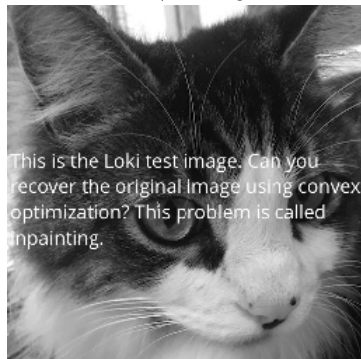 This is the Loki test image. Can you
recover the original image using convex
optimization? This problem is called
inpainting.